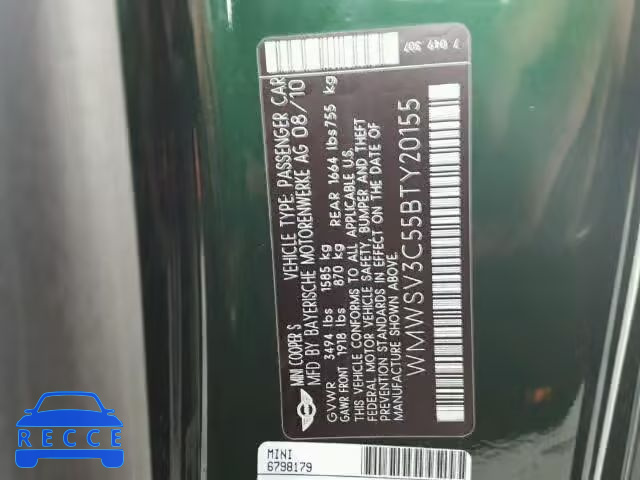 MINI COOPER S
VEHICLE TYPE: PASSENGER CAR
MFD BY BAYERISCHE MOTORENWERKE AG 08/10
GVWR 3494 lbs 1585 kg
GAWR FRONT 1918 lbs 870 kg REAR 1664 lbs 755 kg
THIS VEHICLE CONFORMS TO ALL APPLICABLE U.S.
FEDERAL MOTOR VEHICLE SAFETY, BUMPER AND THEFT
PREVENTION STANDARDS IN EFFECT ON THE DATE OF
MANUFACTURE SHOWN ABOVE.
WMWSV3C55BTY20155
7 049 307
MINI
6798179
RECCE